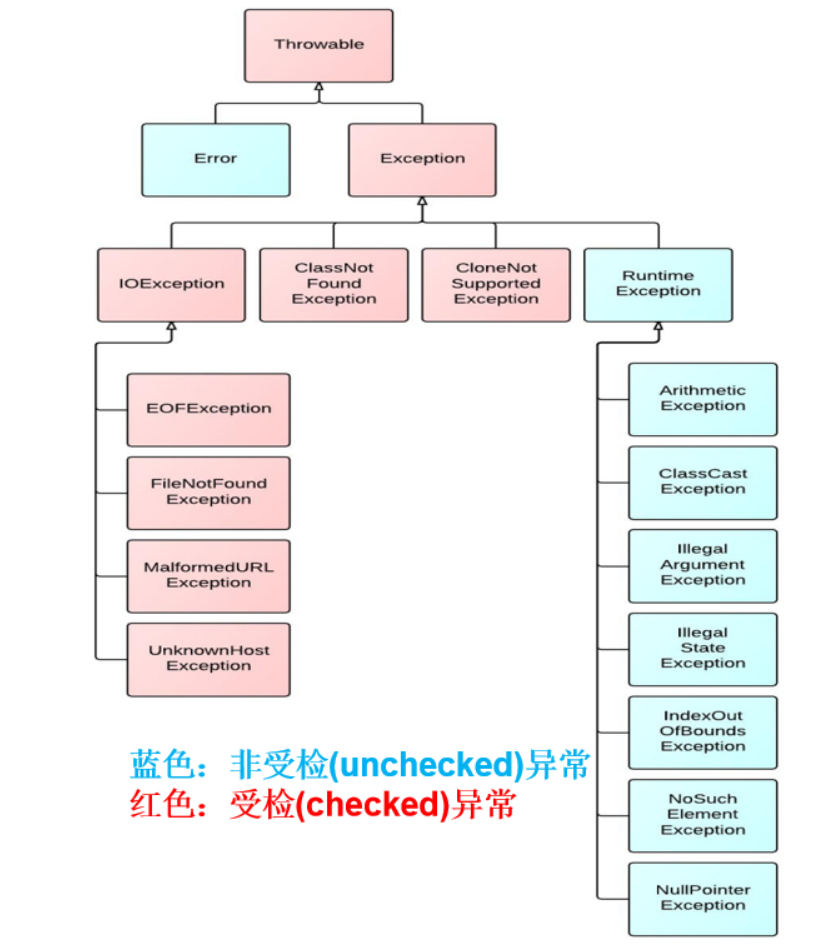 Throwable
Error
Exception
IOException
ClassNot
Found
Exception
CloneNot
Supported
Exception
Runtime
Exception
EOFException
FileNotFound
Exception
MalformedURL
Exception
UnknownHost
Exception
Arithmetic
Exception
ClassCast
Exception
Illegal
Argument
Exception
Illegal
State
Exception
IndexOut
OfBounds
Exception
NoSuch
Element
Exception
NullPointer
Exception
蓝色：非受检(unchecked)异常
红色：受检(checked)异常